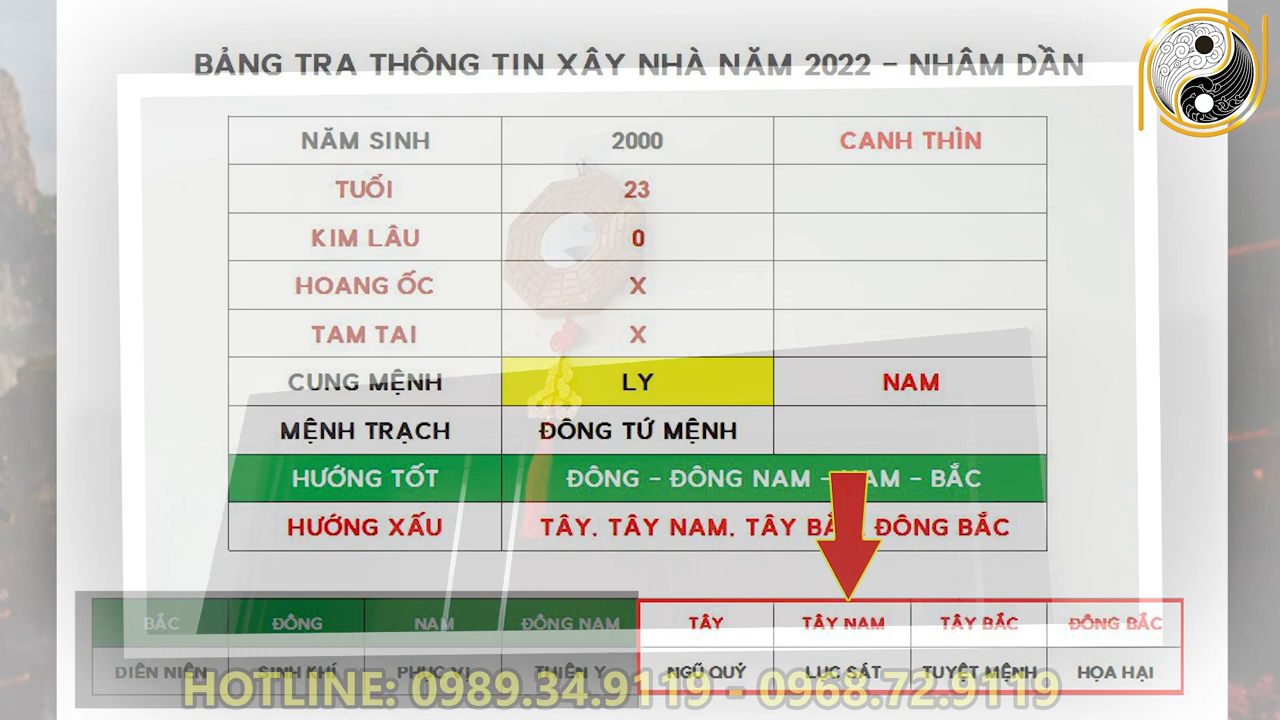 BẢNG TRA THÔNG TIN XÂY NHÀ NĂM 2022 - NHÂM DẦN
NĂM SINH 2000 CANH THÌN
TUỔI 23
KIM LÂU 0
HOANG ỐC X
TAM TAI X
CUNG MỆNH LY NAM
MỆNH TRẠCH ĐÔNG TỨ MỆNH
HƯỚNG TỐT ĐÔNG - ĐÔNG NAM - NAM - BẮC
HƯỚNG XẤU TÂY, TÂY NAM, TÂY BẮC, ĐÔNG BẮC
BẮC ĐÔNG NAM ĐÔNG NAM TÂY TÂY NAM TÂY BẮC ĐÔNG BẮC
DIÊN NIÊN SINH KHÍ PHỤC VỊ THIÊN Y NGŨ QUỶ LỤC SÁT TUYỆT MỆNH HỌA HẠI
HOTLINE: 0989.34.9119 - 0968.72.9119